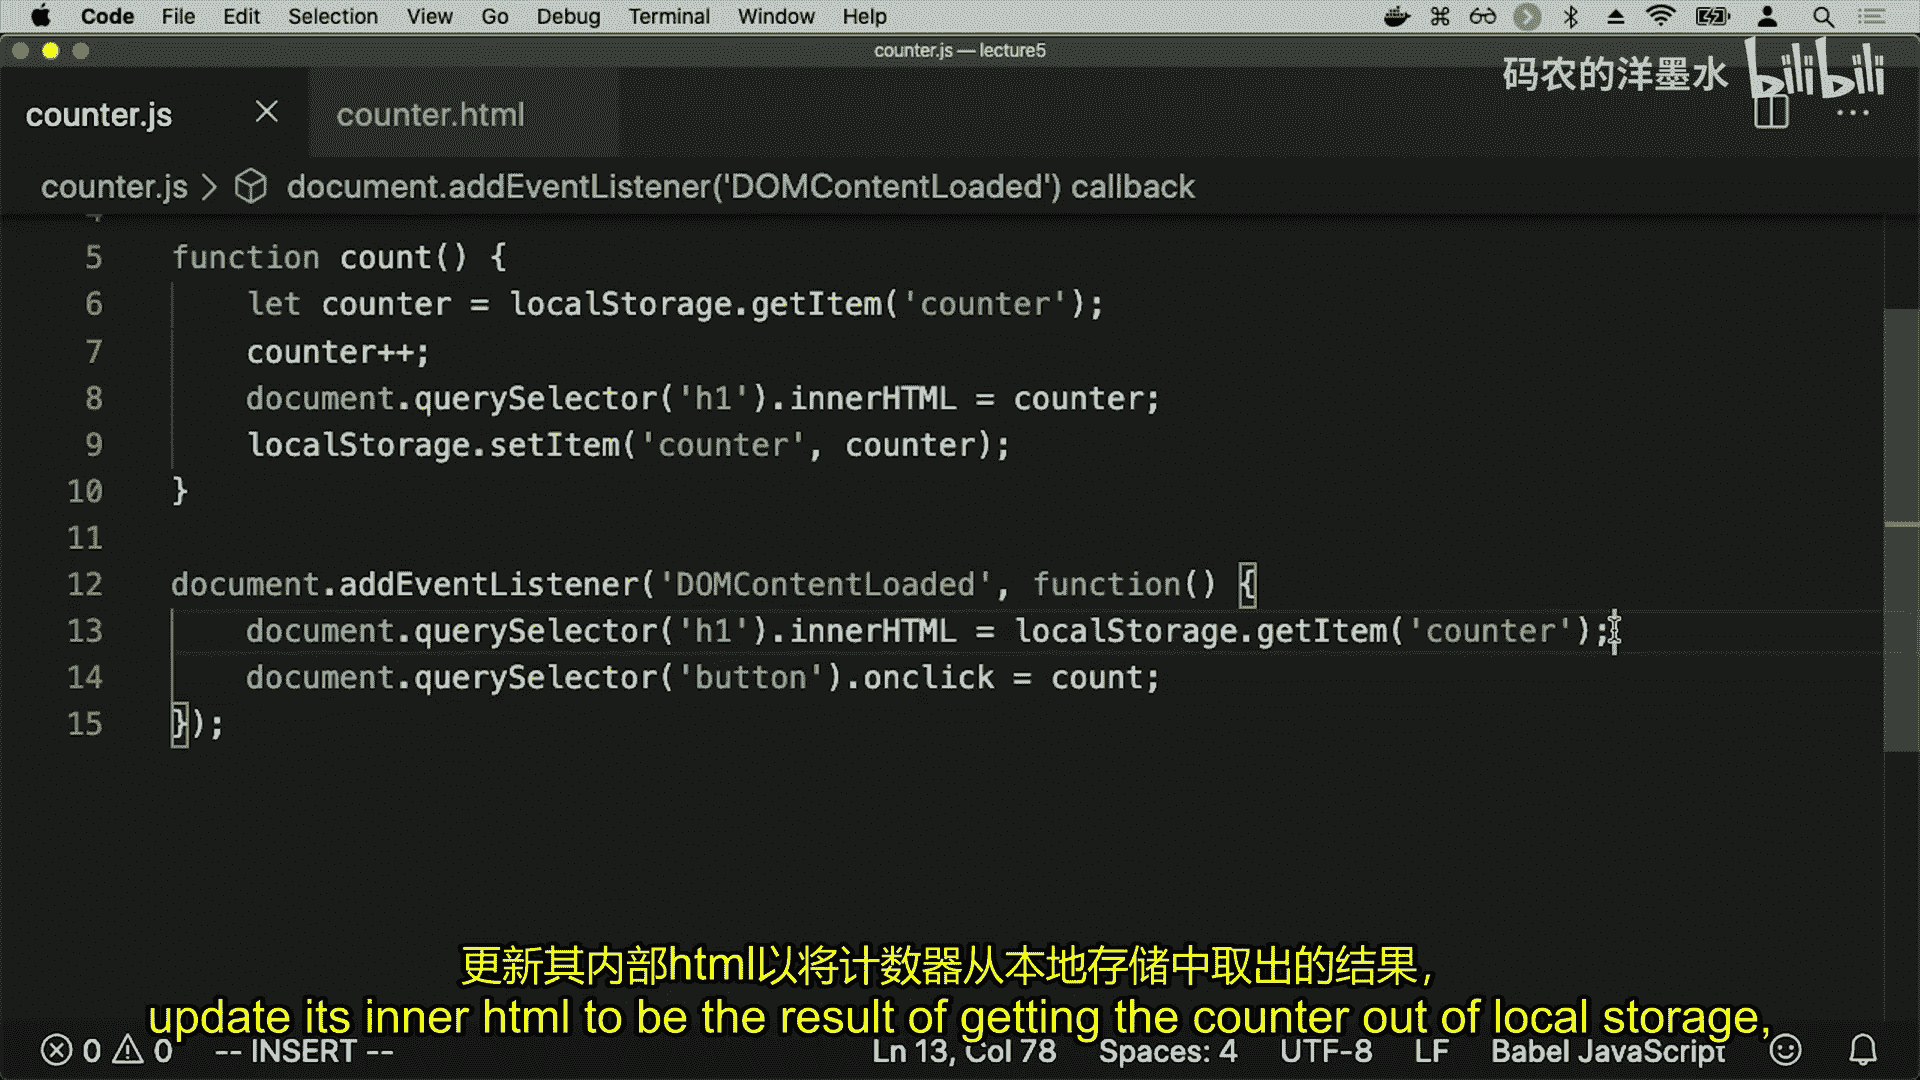 Code File Edit Selection View Go Debug Terminal Window Help
counter.js — lecture5
码农的洋墨水 bilibili
counter.js counter.html
counter.js > document.addEventListener('DOMContentLoaded') callback
5 function count() {
6 let counter = localStorage.getItem('counter');
7 counter++;
8 document.querySelector('h1').innerHTML = counter;
9 localStorage.setItem('counter', counter);
10 }
11
12 document.addEventListener('DOMContentLoaded', function() {
13 document.querySelector('h1').innerHTML = localStorage.getItem('counter');
14 document.querySelector('button').onclick = count;
15 });
更新其内部html以将计数器从本地存储中取出的结果，
update its inner html to be the result of getting the counter out of local storage,
0 0 -- INSERT -- Ln 13, Col 78 Spaces: 4 UTF-8 LF Babel JavaScript